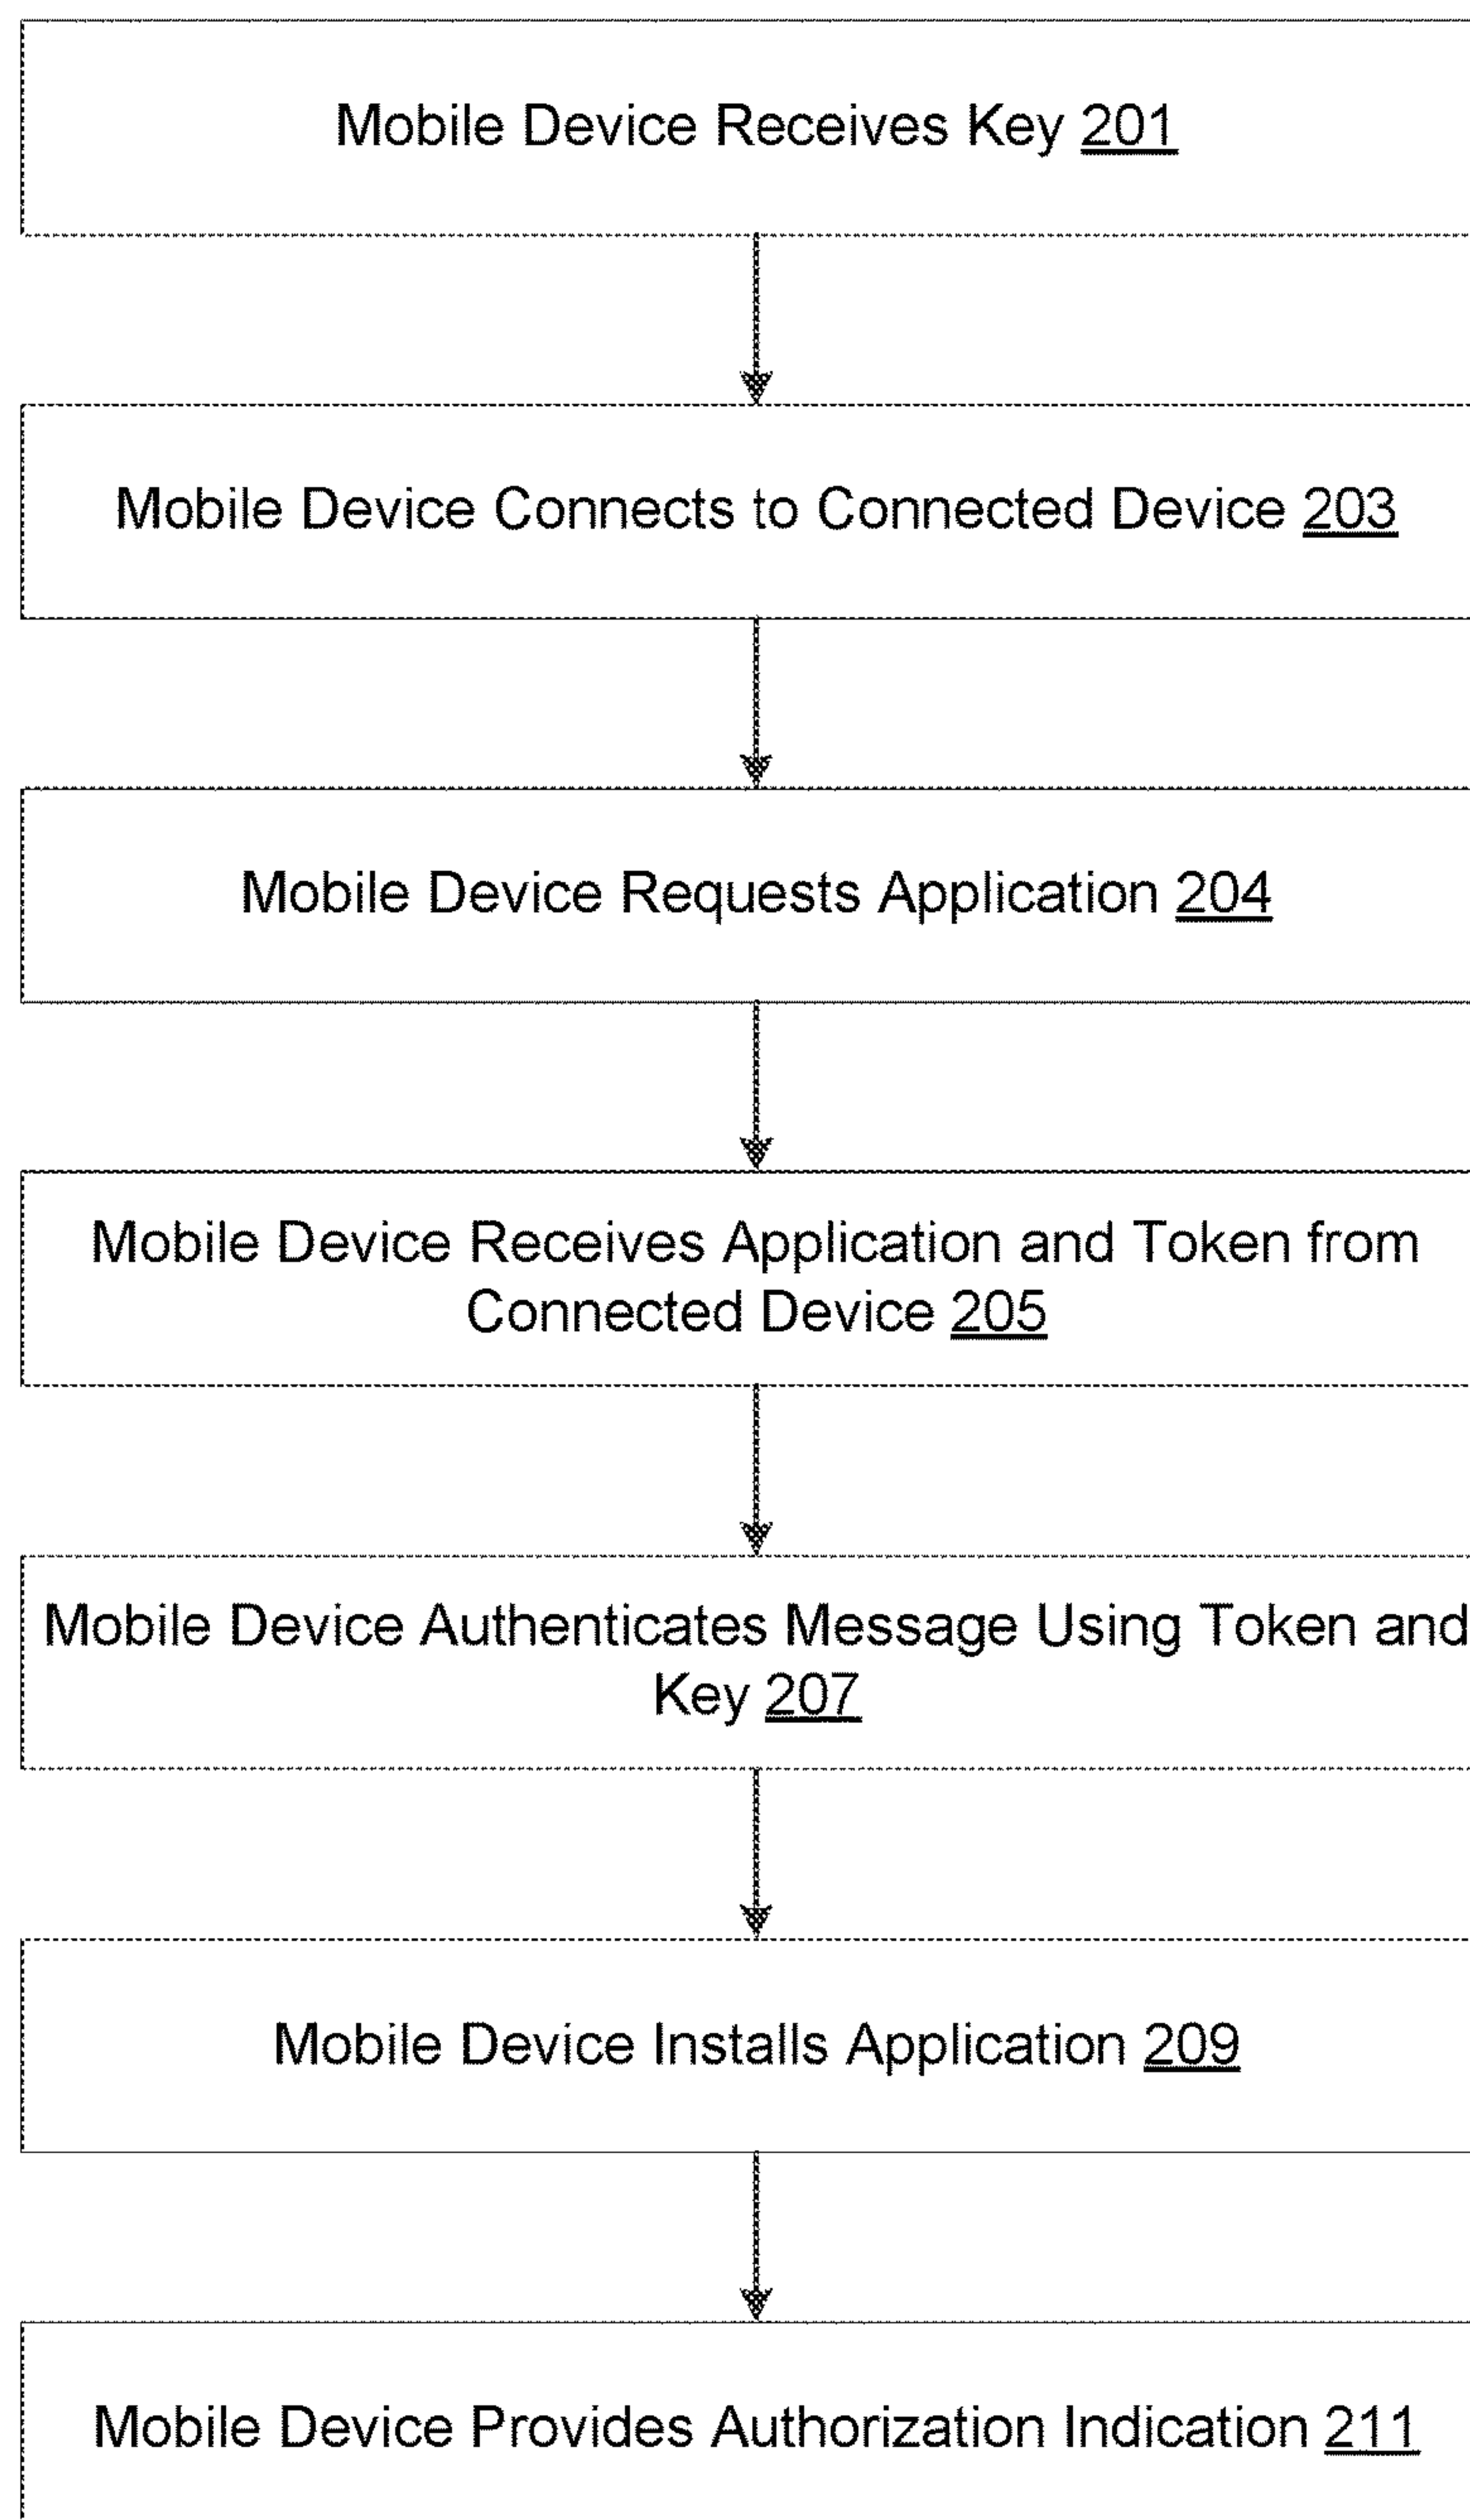 Mobile Device Receives Key 201
Mobile Device Connects to Connected Device 203
Mobile Device Requests Application 204
Mobile Device Receives Application and Token from
Connected Device 205
Mobile Device Authenticates Message Using Token and
Key 207
Mobile Device Installs Application 209
Mobile Device Provides Authorization Indication 211